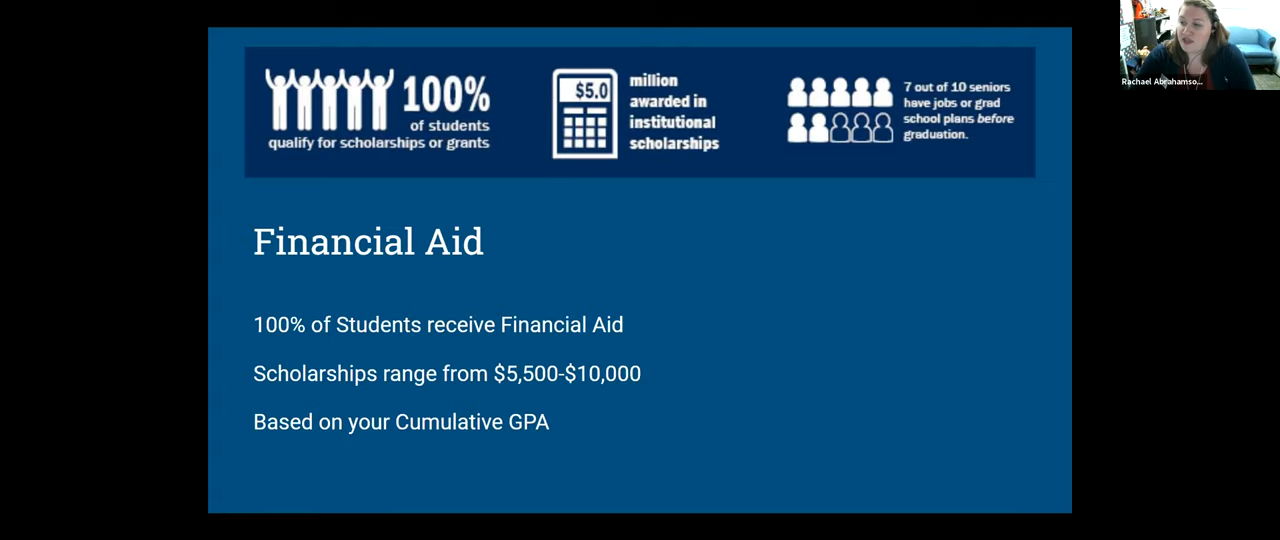 100%
of students
qualify for scholarships or grants
$5.0
million
awarded in
institutional
scholarships
7 out of 10 seniors
have jobs or grad
school plans before
graduation.
Rachael Abrahamso...
Financial Aid
100% of Students receive Financial Aid
Scholarships range from $5,500-$10,000
Based on your Cumulative GPA